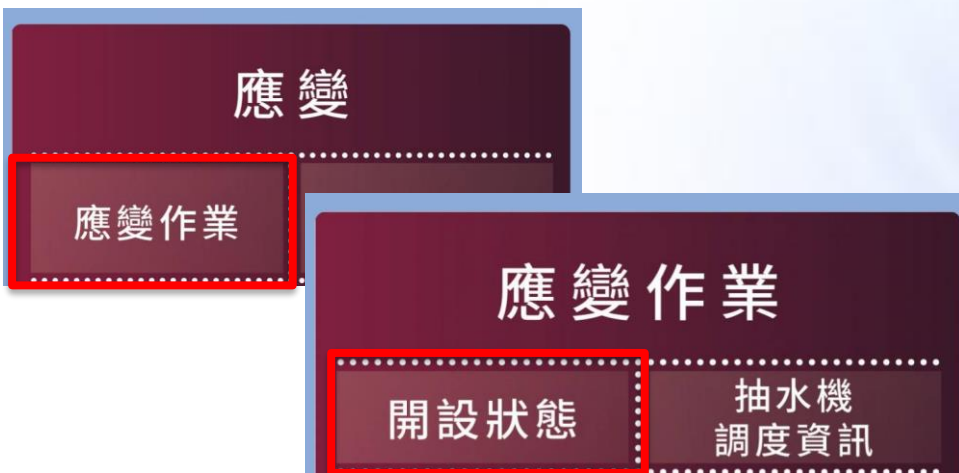 應變
應變作業
應變作業
開設狀態
抽水機
調度資訊